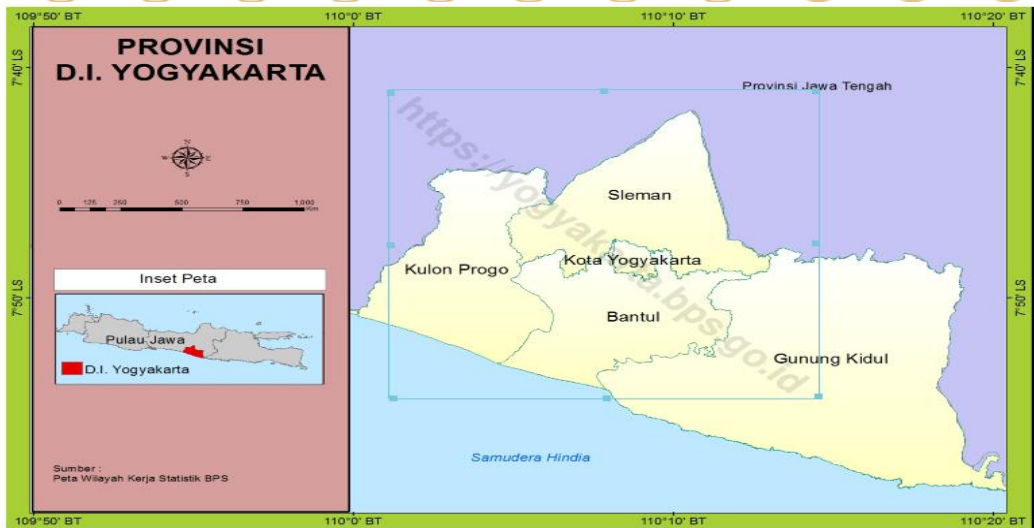 109°50' BT
110°0' BT
110°10' BT
110°20' BT
7°40' LS
7°40' LS
PROVINSI
D.I. YOGYAKARTA
N
W
E
S
0 125 250 500 750 1,000
Km
Inset Peta
Pulau Jawa
D.I. Yogyakarta
Sumber :
Peta Wilayah Kerja Statistik BPS
Provinsi Jawa Tengah
https://yogyakarta.bps.go.id
Sleman
Kulon Progo
Kota Yogyakarta
Bantul
Gunung Kidul
Samudera Hindia
7°50' LS
7°50' LS
109°50' BT
110°0' BT
110°10' BT
110°20' BT